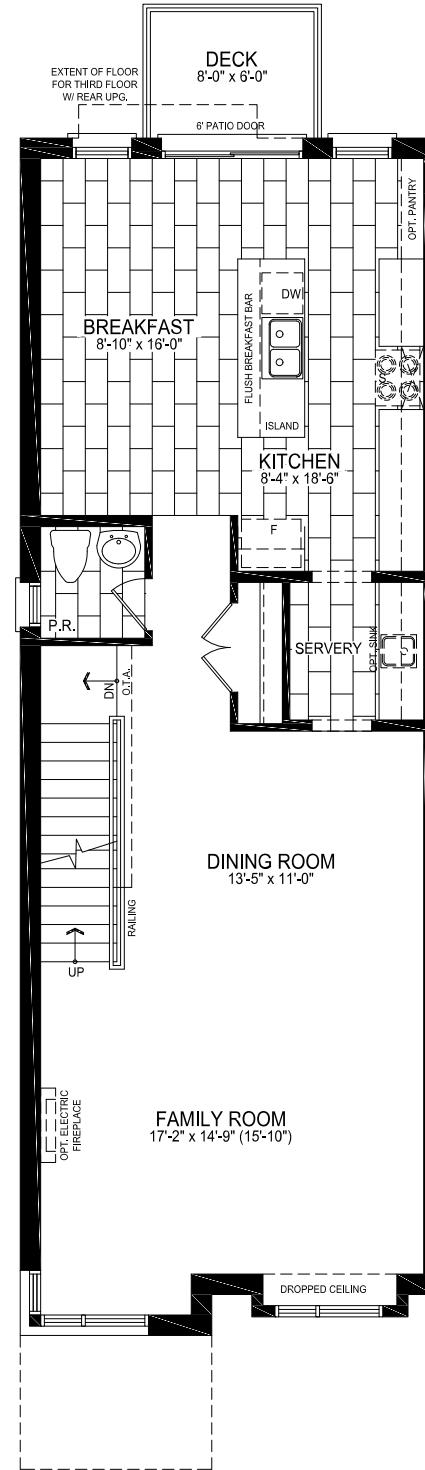 DECK
8'-0" x 6'-0"
EXTENT OF FLOOR
FOR THIRD FLOOR
W/ REAR UPG.
6' PATIO DOOR
OPT. PANTRY
DW
FLUSH BREAKFAST BAR
BREAKFAST
8'-10" x 16'-0"
S
ISLAND
KITCHEN
8'-4" x 18'-6"
F
P.R.
SERVERY
OPT. SINK
S
DN
O.T.A.
DINING ROOM
13'-5" x 11'-0"
RAILING
UP
OPT. ELECTRIC
FIREPLACE
FAMILY ROOM
17'-2" x 14'-9" (15'-10")
DROPPED CEILING